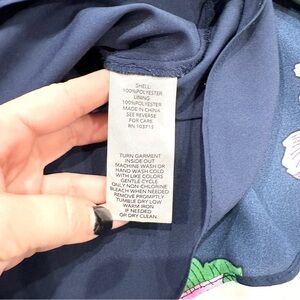 SHELL:
100%POLYESTER
LINING
100%POLYESTER
MADE IN CHINA
SEE REVERSE
FOR CARE
RN 103715
TURN GARMENT
INSIDE OUT
MACHINE WASH OR
HAND WASH COLD
WITH LIKE COLORS
GENTLE CYCLE
ONLY NON-CHLORINE
BLEACH WHEN NEEDED
REMOVE PROMPTLY
TUMBLE DRY LOW
WARM IRON
IF NEEDED
OR DRY CLEAN.